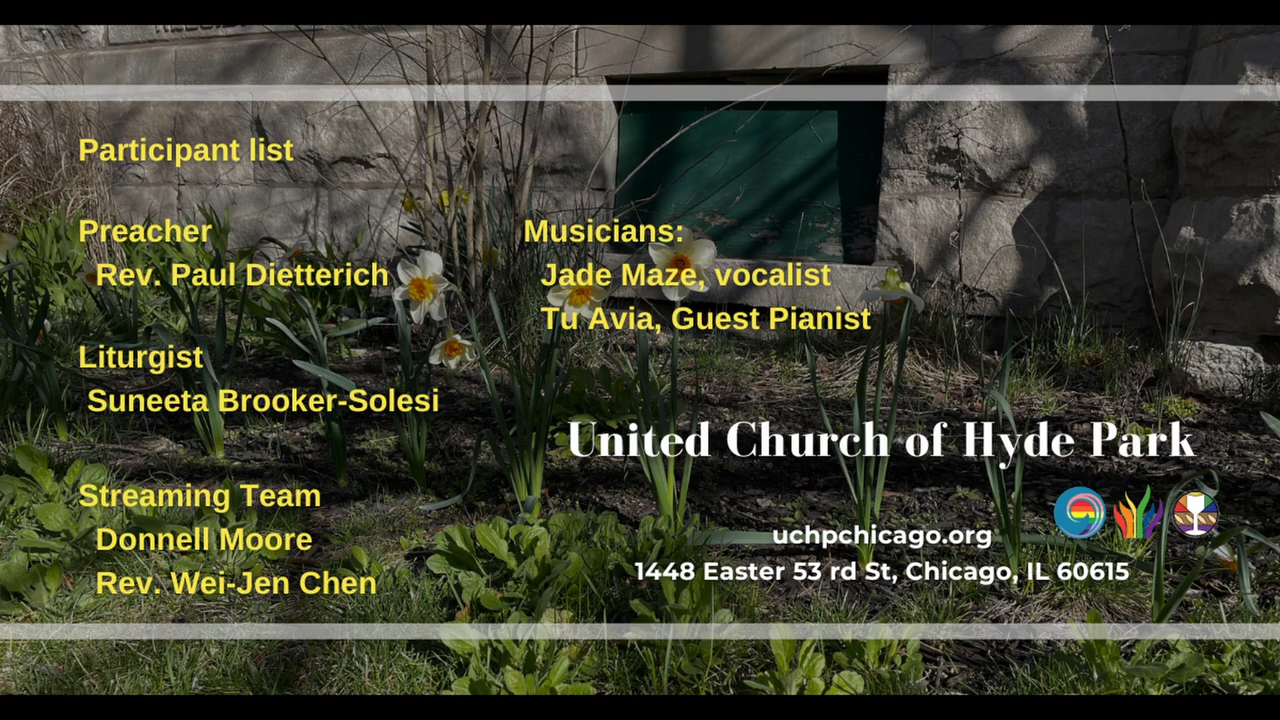 Participant list
Preacher
Rev. Paul Dietterich
Liturgist
Suneeta Brooker-Solesi
Streaming Team
Donnell Moore
Rev. Wei-Jen Chen
Musicians:
Jade Maze, vocalist
Tu Avia, Guest Pianist
United Church of Hyde Park
uchpchicago.org
1448 Easter 53 rd St, Chicago, IL 60615